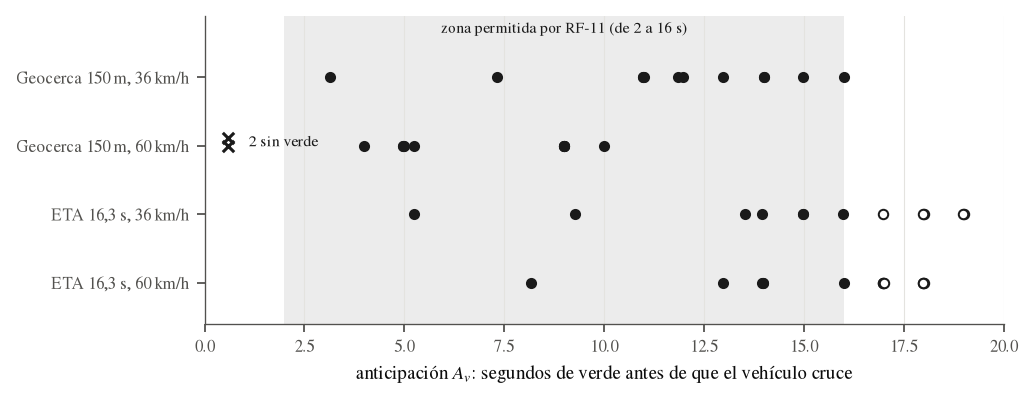 zona permitida por RF-11 (de 2 a 16 s)
Geocerca 150 m, 36 km/h
Geocerca 150 m, 60 km/h
2 sin verde
ETA 16,3 s, 36 km/h
ETA 16,3 s, 60 km/h
0.0 2.5 5.0 7.5 10.0 12.5 15.0 17.5 20.0
anticipación Av: segundos de verde antes de que el vehículo cruce